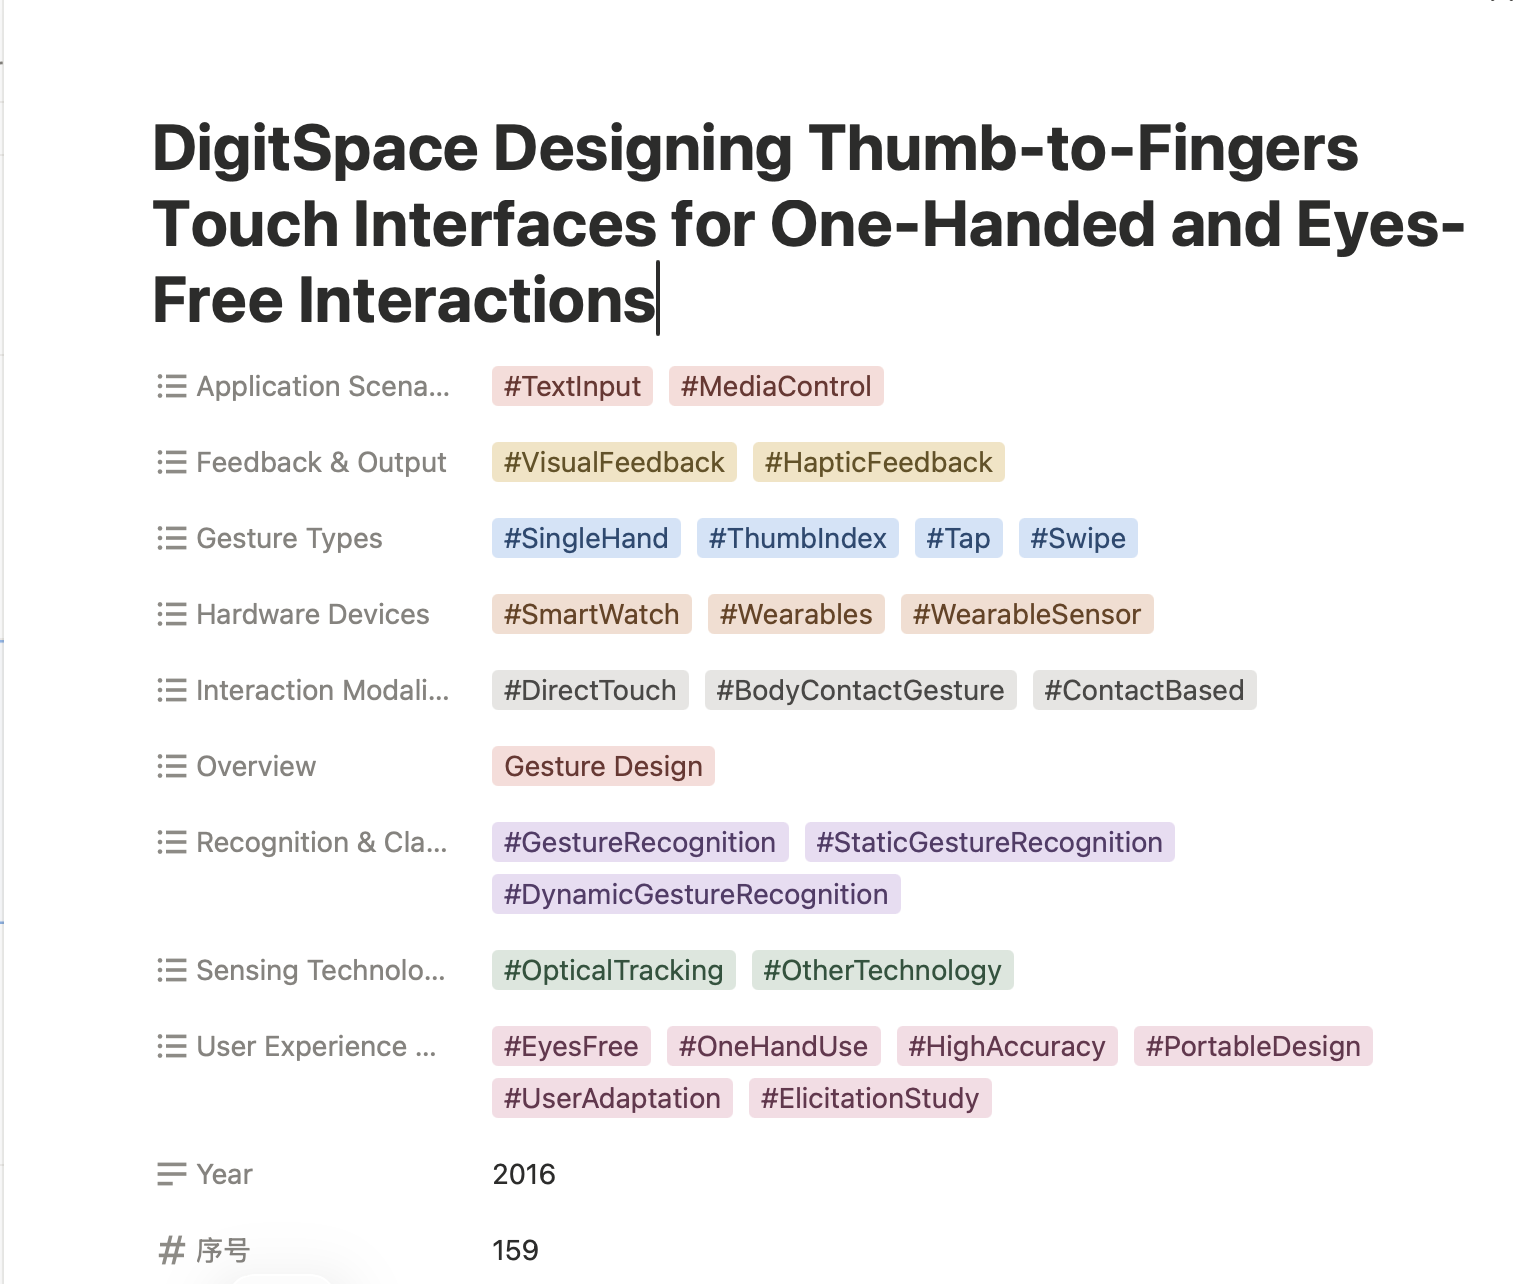 DigitSpace Designing Thumb-to-Fingers
Touch Interfaces for One-Handed and Eyes-
Free Interactions
Application Scena... #TextInput #MediaControl
Feedback & Output #VisualFeedback #HapticFeedback
Gesture Types #SingleHand #ThumbIndex #Tap #Swipe
Hardware Devices #SmartWatch #Wearables #WearableSensor
Interaction Modali... #DirectTouch #BodyContactGesture #ContactBased
Overview Gesture Design
Recognition & Cla... #GestureRecognition #StaticGestureRecognition
#DynamicGestureRecognition
Sensing Technolo... #OpticalTracking #OtherTechnology
User Experience ... #EyesFree #OneHandUse #HighAccuracy #PortableDesign
#UserAdaptation #ElicitationStudy
Year 2016
序号 159